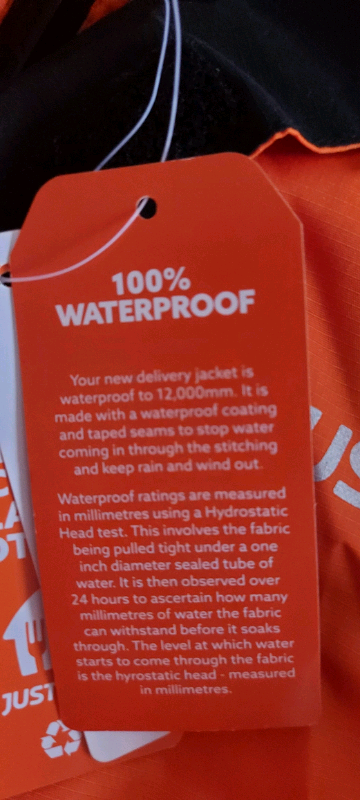 100%
WATERPROOF
Your new delivery jacket is
waterproof to 12,000mm. It is
made with a waterproof coating
and taped seams to stop water
coming in through the stitching
and keep rain and wind out.
Waterproof ratings are measured
in millimetres using a Hydrostatic
Head test. This involves the fabric
being pulled tight under a one
inch diameter sealed tube of
water. It is then observed over
24 hours to ascertain how many
millimetres of water the fabric
can withstand before it soaks
through. The level at which water
starts to come through the fabric
is the hyrostatic head - measured
in millimetres.
JUST
US